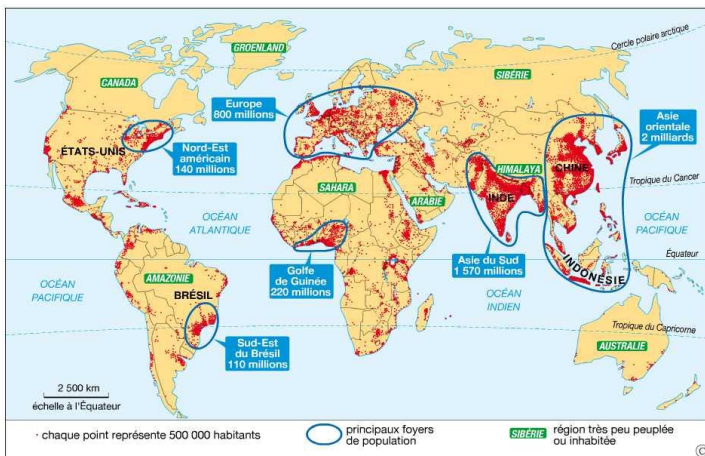 Cercle polaire arctique
GROENLAND
CANADA
SIBÉRIE
Europe
800 millions
Asie
orientale
2 milliards
ÉTATS-UNIS
Nord-Est
américain
140 millions
HIMALAYA
CHINE
Tropique du Cancer
SAHARA
ARABIE
INDE
OCÉAN
ATLANTIQUE
OCÉAN
PACIFIQUE
Golfe
de Guinée
220 millions
Asie du Sud
1 570 millions
INDONÉSIE
Équateur
AMAZONIE
OCÉAN
PACIFIQUE
BRÉSIL
OCÉAN
INDIEN
Sud-Est
du Brésil
110 millions
Tropique du Capricorne
AUSTRALIE
2 500 km
échelle à l'Équateur
· chaque point représente 500 000 habitants
principaux foyers
de population
SIBÉRIE
région très peu peuplée
ou inhabitée
©